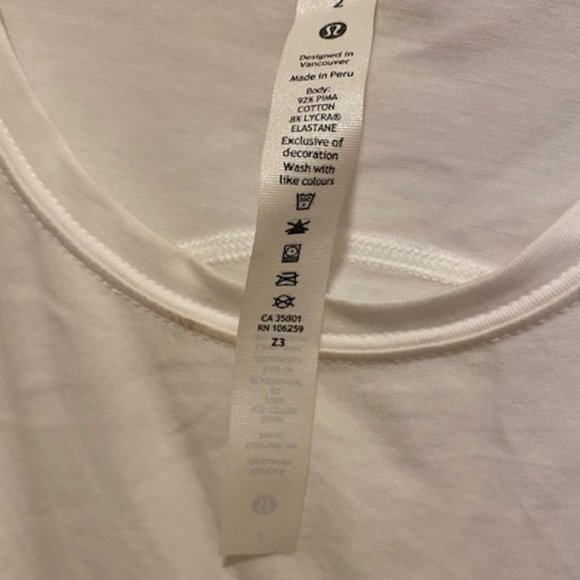 2
Designed in
Vancouver
Made in Peru
Body:
92% PIMA
COTTON
8% LYCRA®
ELASTANE
Exclusive of
decoration
Wash with
like colours
CA 35801
RN 106259
Z3